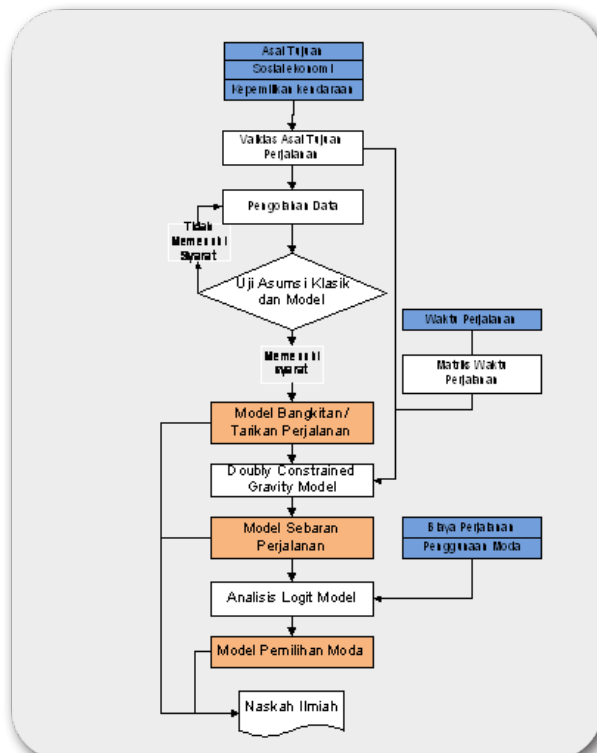 Asal Tujuan
Sosial ekonomi
Kepemilikan kendaraan
Validas Asal Tujuan
Perjalanan
Pengolahan Data
Tidak
Memenuhi
Syarat
Uji Asumsi Klasik
dan Model
Memenuhi
syarat
Waktu Perjalanan
Matriks Waktu
Perjalanan
Model Bangkitan/
Tarikan Perjalanan
Doubly Constrained
Gravity Model
Model Sebaran
Perjalanan
Biaya Perjalanan
Penggunaan Moda
Analisis Logit Model
Model Pemilihan Moda
Naskah Ilmiah